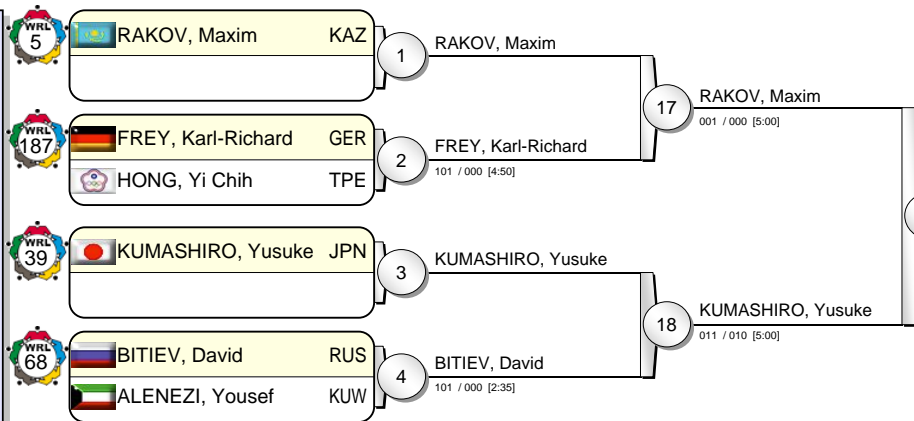 WRL
5
RAKOV, Maxim KAZ
1
RAKOV, Maxim
17
RAKOV, Maxim
001 / 000 [5:00]
WRL
187
FREY, Karl-Richard GER
HONG, Yi Chih TPE
2
FREY, Karl-Richard
101 / 000 [4:50]
WRL
39
KUMASHIRO, Yusuke JPN
3
KUMASHIRO, Yusuke
18
KUMASHIRO, Yusuke
011 / 010 [5:00]
WRL
68
BITIEV, David RUS
ALENEZI, Yousef KUW
4
BITIEV, David
101 / 000 [2:35]